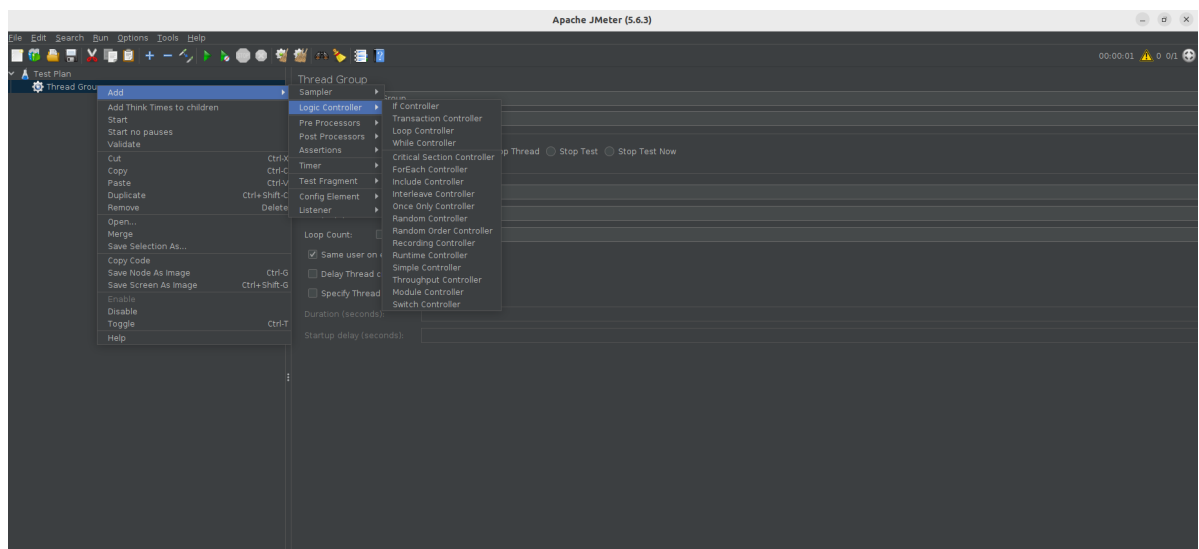 Apache JMeter (5.6.3)
File Edit Search Run Options Tools Help
00:00:01 0 0/1
Test Plan
Thread Grou
Thread Group
Add
Add Think Times to children
Start
Start no pauses
Validate
Cut Ctrl-X
Copy Ctrl-C
Paste Ctrl-V
Duplicate Ctrl+Shift-C
Remove Delete
Open...
Merge
Save Selection As...
Copy Code
Save Node As Image Ctrl-G
Save Screen As Image Ctrl+Shift-G
Enable
Disable
Toggle Ctrl-T
Help
Sampler
Logic Controller
Pre Processors
Post Processors
Assertions
Timer
Test Fragment
Config Element
Listener
If Controller
Transaction Controller
Loop Controller
While Controller
Critical Section Controller
ForEach Controller
Include Controller
Interleave Controller
Once Only Controller
Random Controller
Random Order Controller
Recording Controller
Runtime Controller
Simple Controller
Throughput Controller
Module Controller
Switch Controller
p Thread Stop Test Stop Test Now
Loop Count:
Same user on
Delay Thread c
Specify Thread
Duration (seconds):
Startup delay (seconds):